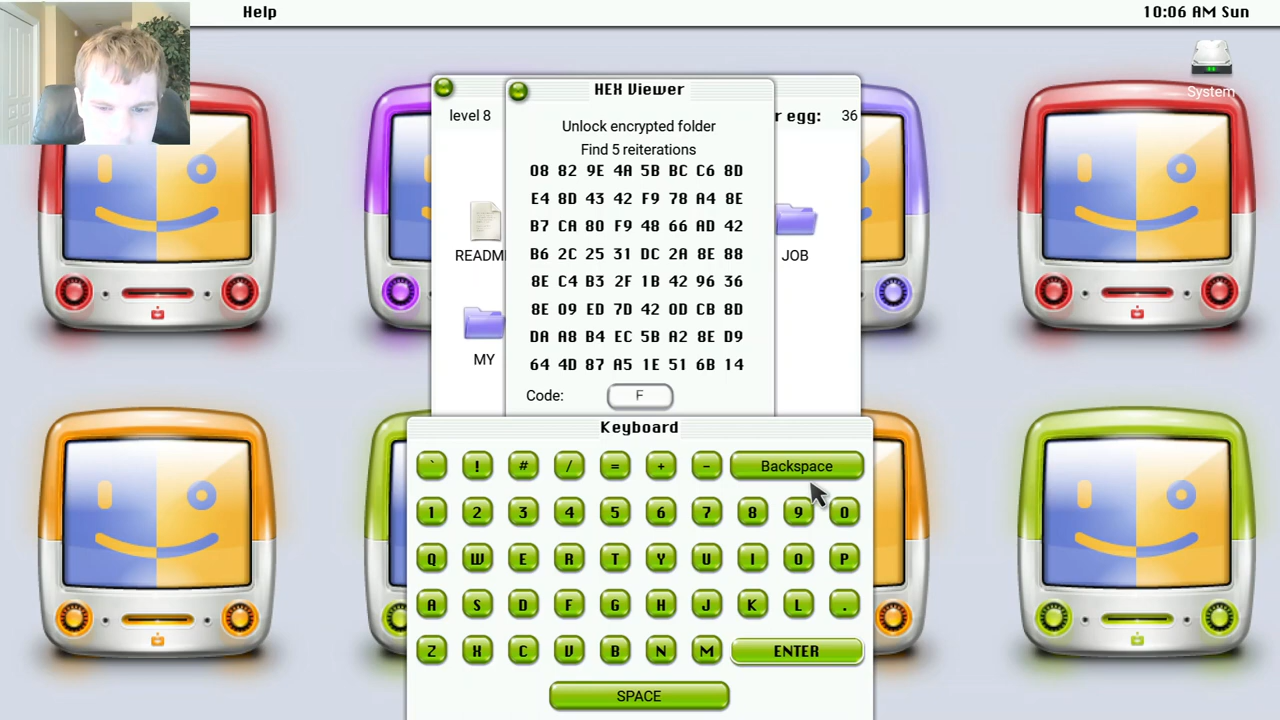 Help
10:06 AM Sun
System
HEX Viewer
level 8
r egg: 36
Unlock encrypted folder
Find 5 reiterations
08 82 9E 4A 5B BC C6 8D
E4 8D 43 42 F9 78 A4 8E
B7 CA 80 F9 48 66 AD 42
B6 2C 25 31 DC 2A 8E 88
8E C4 B3 2F 1B 42 96 36
8E 09 ED 7D 42 0D CB 8D
DA A8 B4 EC 5B A2 8E D9
64 4D 87 A5 1E 51 6B 14
READM
JOB
MY
Code: F
Keyboard
` ! # / = + - Backspace
1 2 3 4 5 6 7 8 9 0
Q W E R T Y U I O P
A S D F G H J K L .
Z X C V B N M ENTER
SPACE